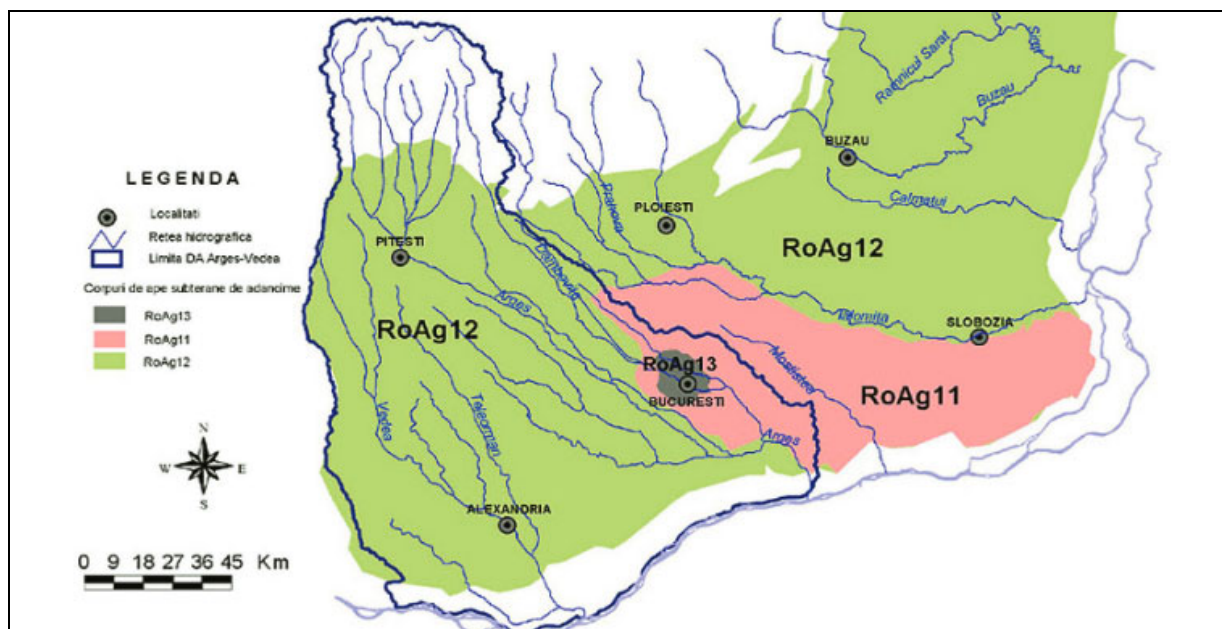 Ramnicul Sarat
Siret
Buzau
BUZAU
Calmatui
LEGENDA
Localitati
Retea hidrografica
Limita DA Arges-Vedea
Corpuri de ape subterane de adancime
RoAg13
RoAg11
RoAg12
PITESTI
Prahova
PLOIESTI
RoAg12
Dambovita
Arges
RoAg12
Ialomita
SLOBOZIA
Mostistea
RoAg13
BUCURESTI
RoAg11
Vedea
Teleorman
Arges
ALEXANDRIA
N
W E
S
0 9 18 27 36 45 Km